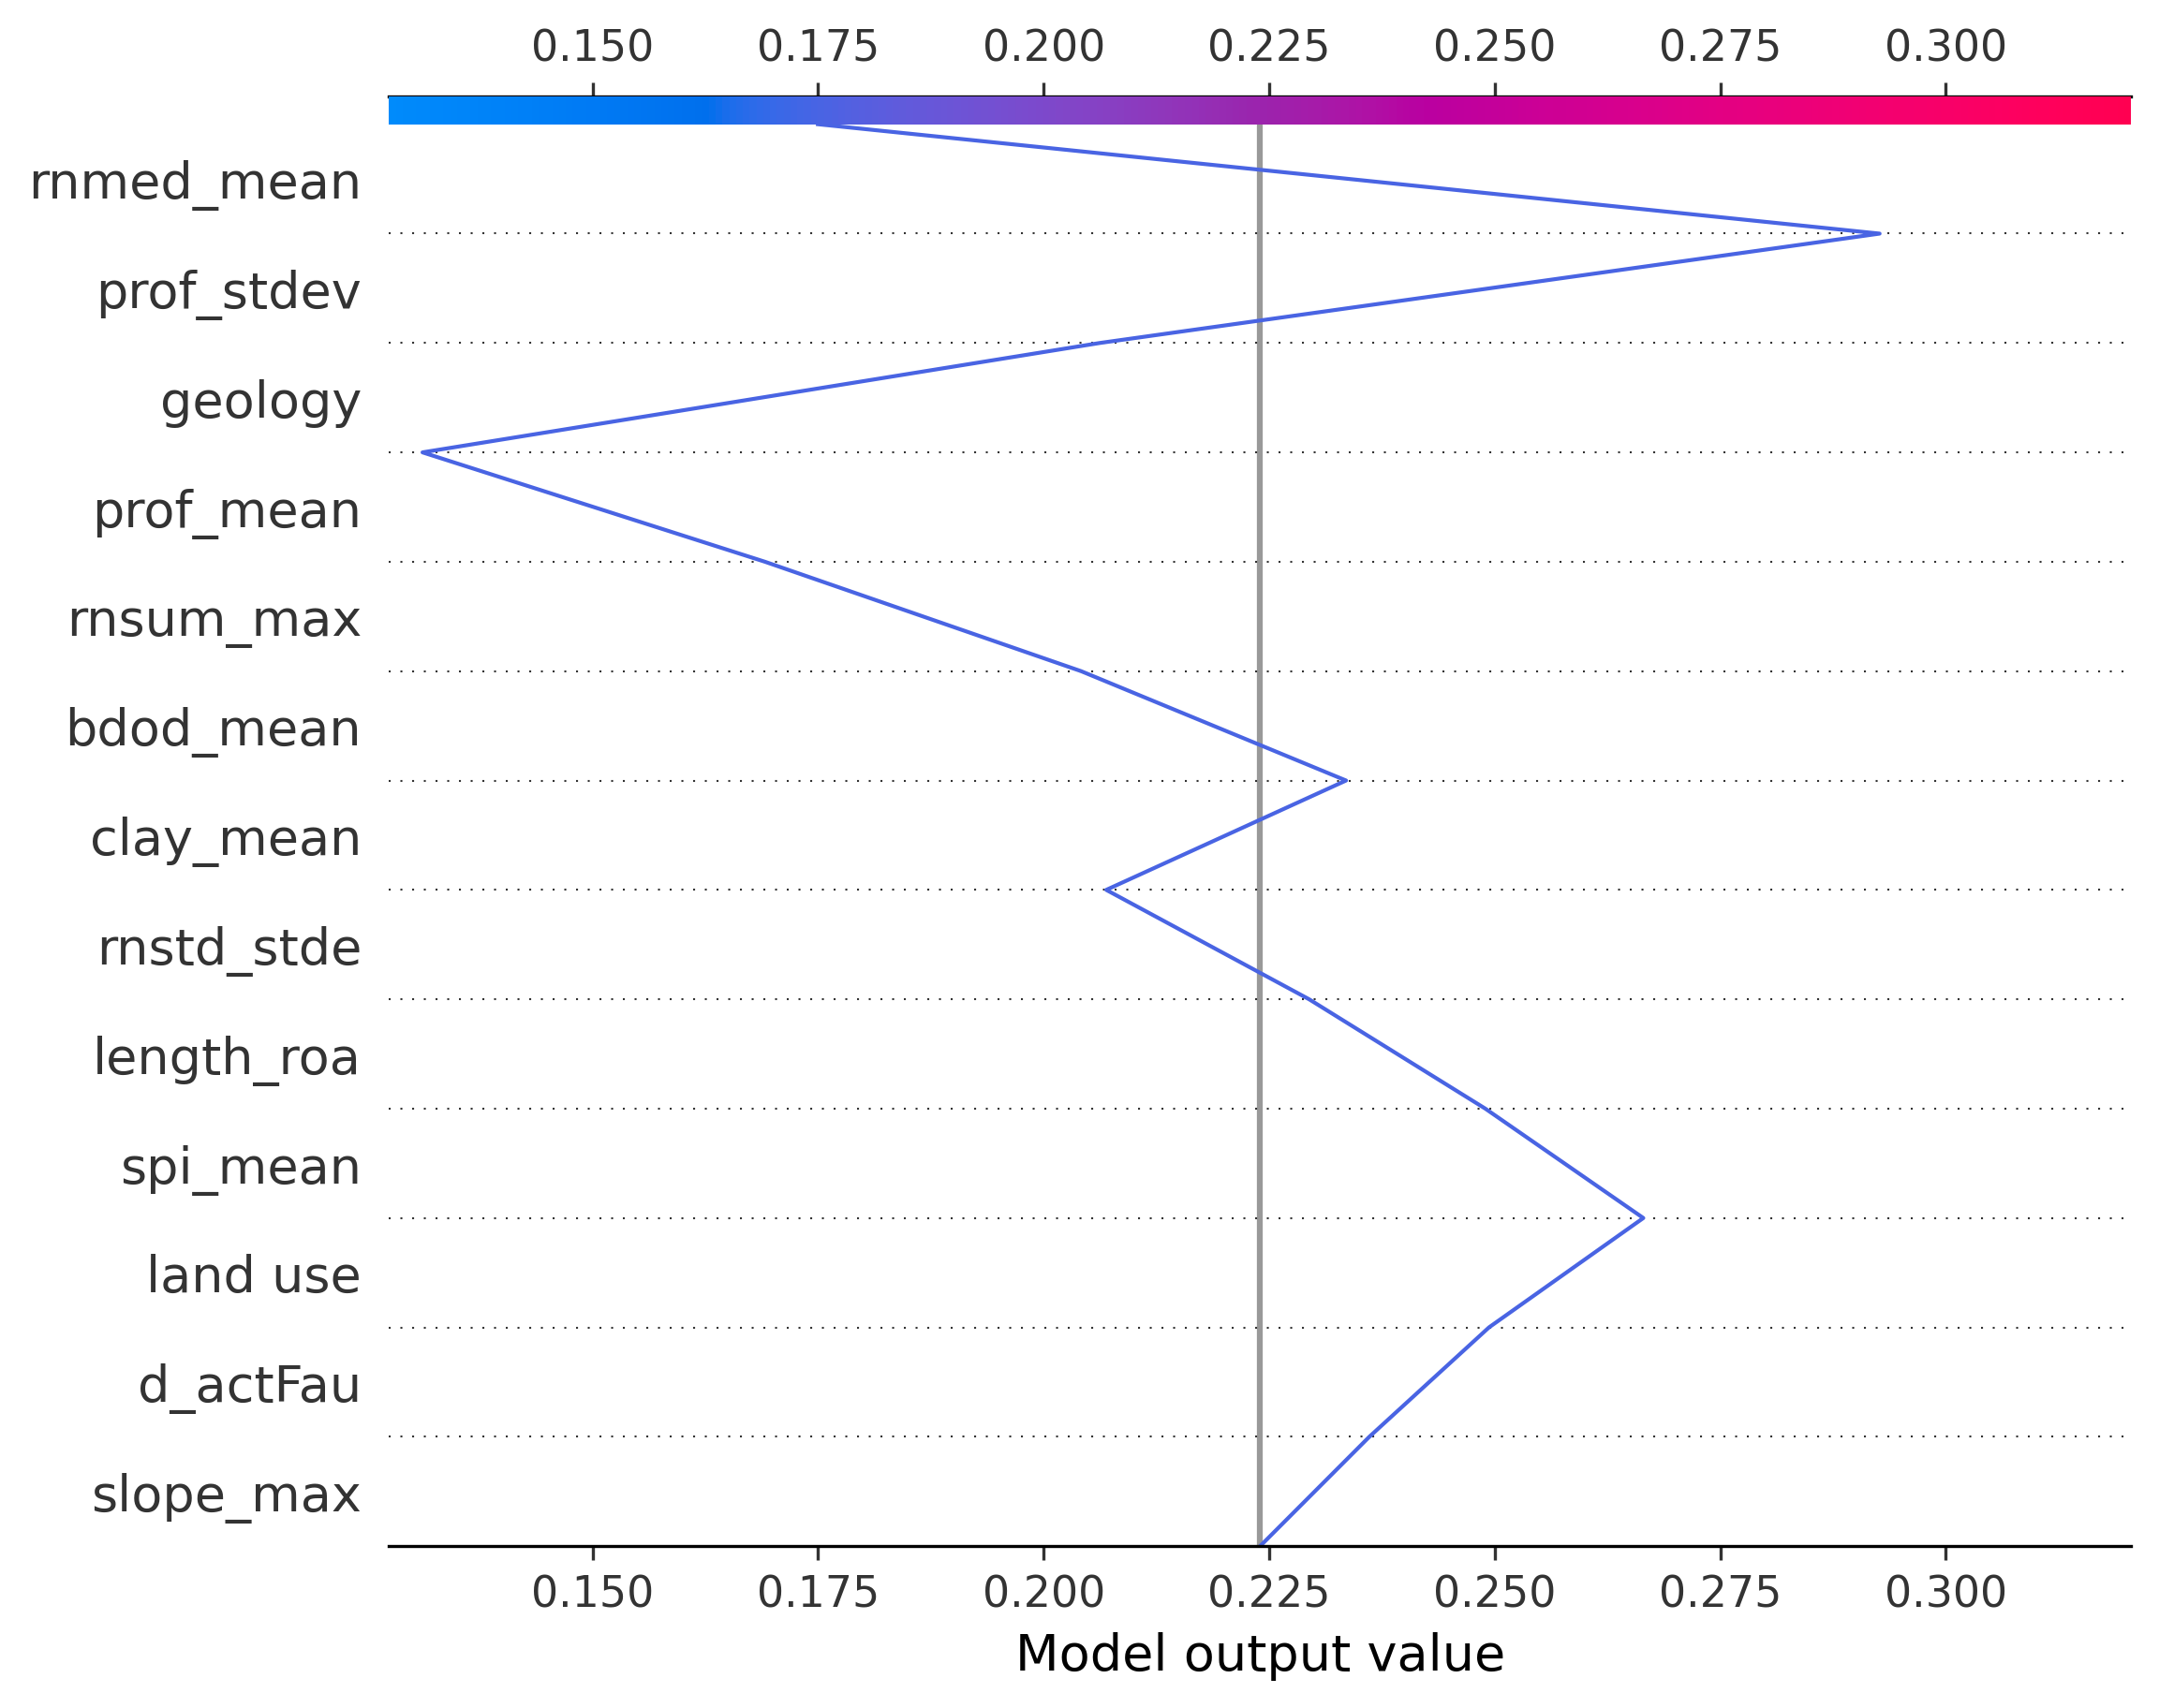 0.150 0.175 0.200 0.225 0.250 0.275 0.300
rnmed_mean
prof_stdev
geology
prof_mean
rnsum_max
bdod_mean
clay_mean
rnstd_stde
length_roa
spi_mean
land use
d_actFau
slope_max
0.150 0.175 0.200 0.225 0.250 0.275 0.300
Model output value